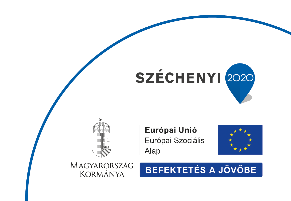 SZÉCHENYI 2020
Európai Unió
Európai Szociális
Alap
MAGYARORSZÁG
KORMÁNYA
BEFEKTETÉS A JÖVŐBE